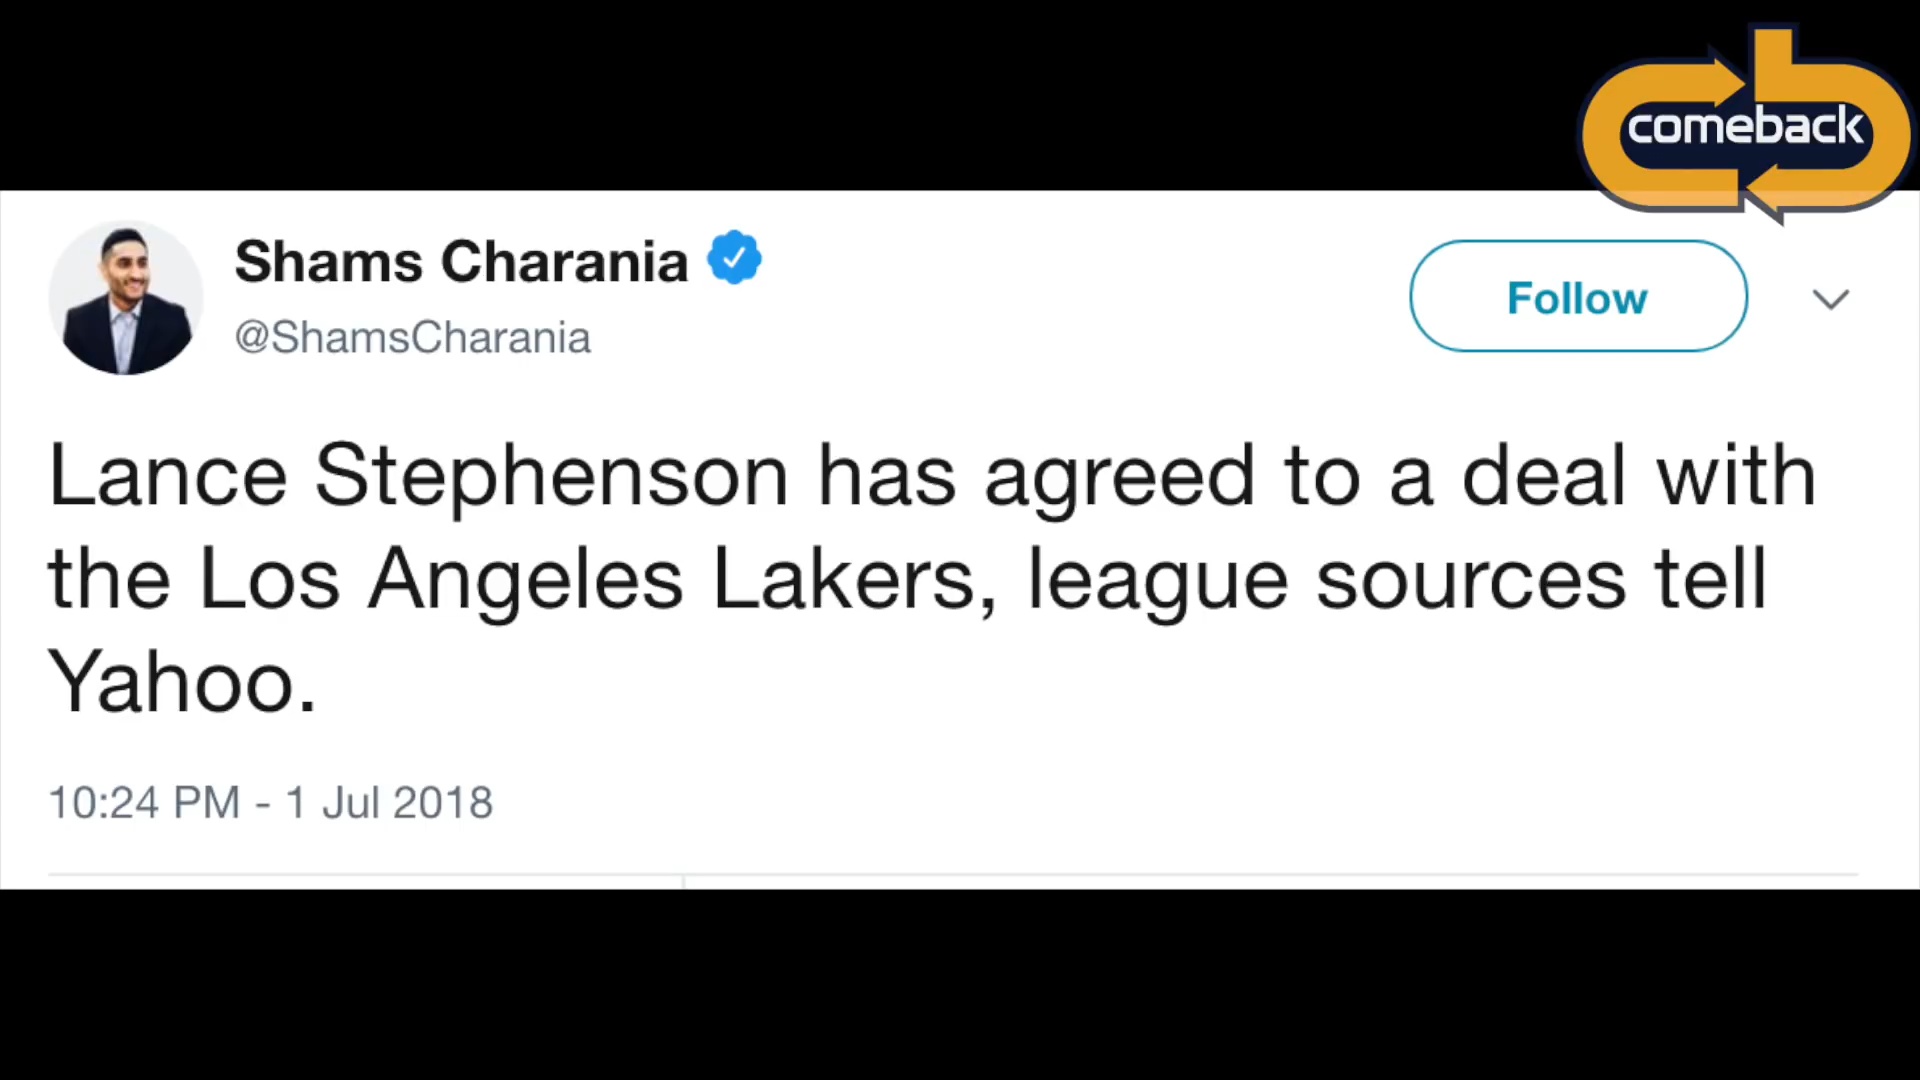 comeback
Shams Charania
@ShamsCharania
Follow
Lance Stephenson has agreed to a deal with
the Los Angeles Lakers, league sources tell
Yahoo.
10:24 PM - 1 Jul 2018